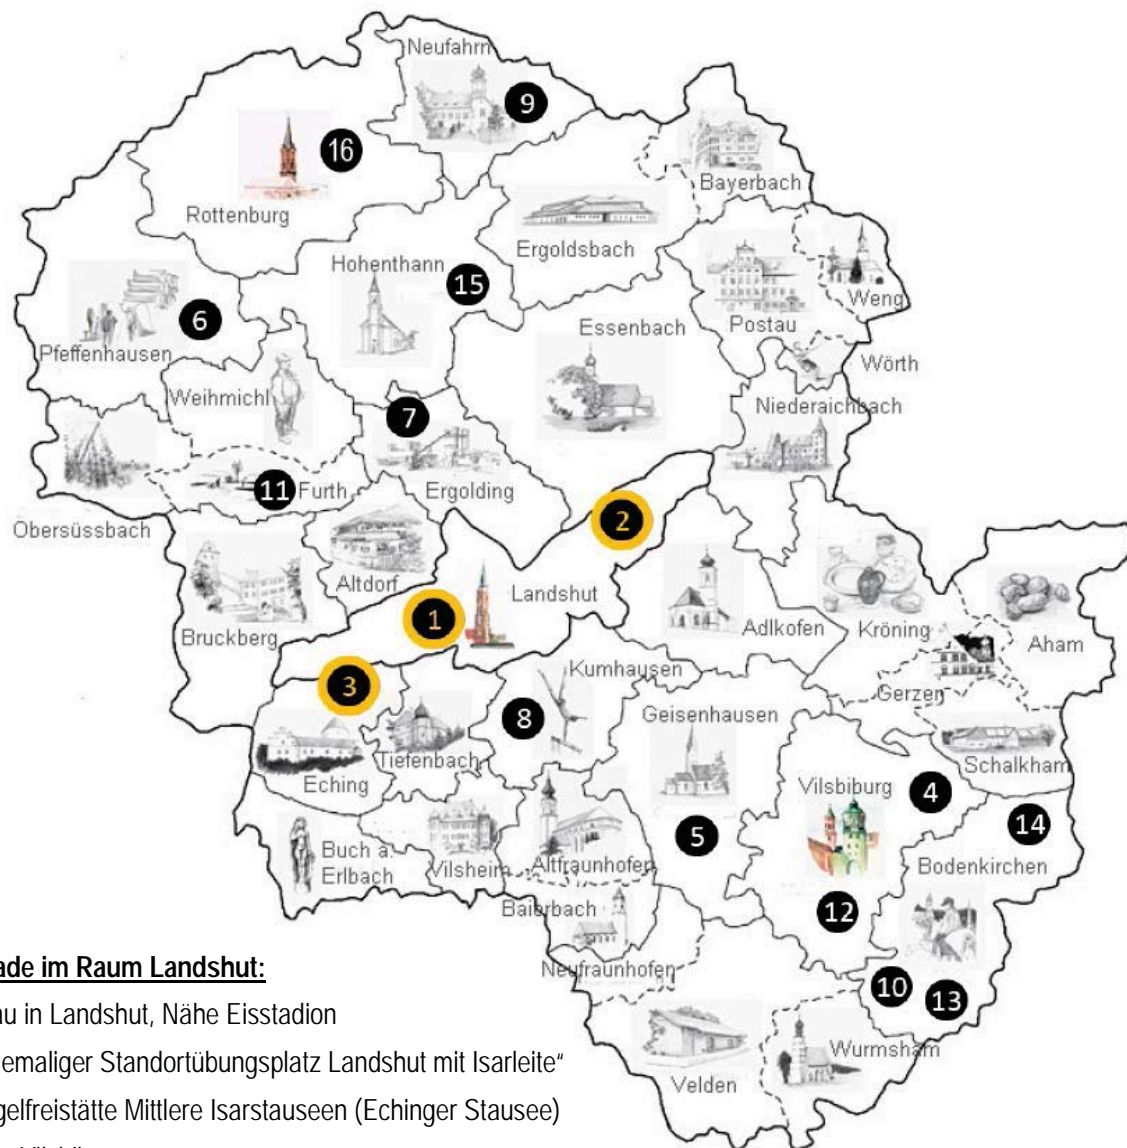 Neufahrn
9
16
Bayerbach
Rottenburg
Ergoldsbach
Hohenthann
15
Weng
6
Essenbach
Postau
Pfeffenhausen
Wörth
Weihmichl
7
Niederaichbach
11 Furth
Ergolding
2
Obersüssbach
Altdorf
Landshut
1
Bruckberg
Adlkofen
Kröning
Aham
3
Kumhausen
Gerzen
8
Geisenhausen
Tiefenbach
Schalkham
Eching
Vilsbiburg
4
14
5
Buch a.
Erlbach
Vilsheim
Altfraunhofen
Bodenkirchen
Baierbach
12
Neufraunhofen
10
13
Wurmsham
Velden
ade im Raum Landshut:
au in Landshut, Nähe Eisstadion
emaliger Standortübungsplatz Landshut mit Isarleite“
gelfreistätte Mittlere Isarstauseen (Echinger Stausee)